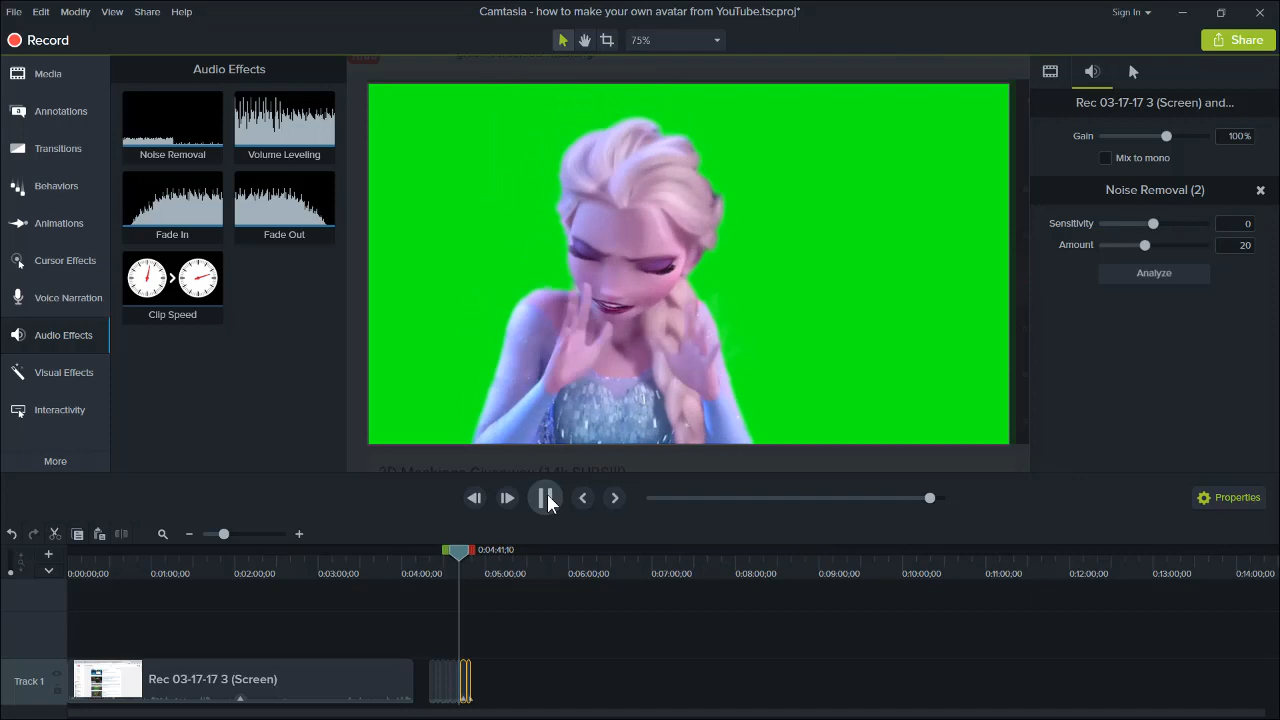 File Edit Modify View Share Help
Camtasia - how to make your own avatar from YouTube.tscproj*
Sign In
Record
75%
Share
Media
Annotations
Transitions
Behaviors
Animations
Cursor Effects
Voice Narration
Audio Effects
Visual Effects
Interactivity
More
Audio Effects
Noise Removal
Volume Leveling
Fade In
Fade Out
Clip Speed
Rec 03-17-17 3 (Screen) and...
Gain 100%
Mix to mono
Noise Removal (2)
Sensitivity 0
Amount 20
Analyze
Properties
0:04:41;10
0:00:00;00 0:01:00;00 0:02:00;00 0:03:00;00 0:04:00;00 0:05:00;00 0:06:00;00 0:07:00;00 0:08:00;00 0:09:00;00 0:10:00;00 0:11:00;00 0:12:00;00 0:13:00;00 0:14:00;00
Track 1
Rec 03-17-17 3 (Screen)